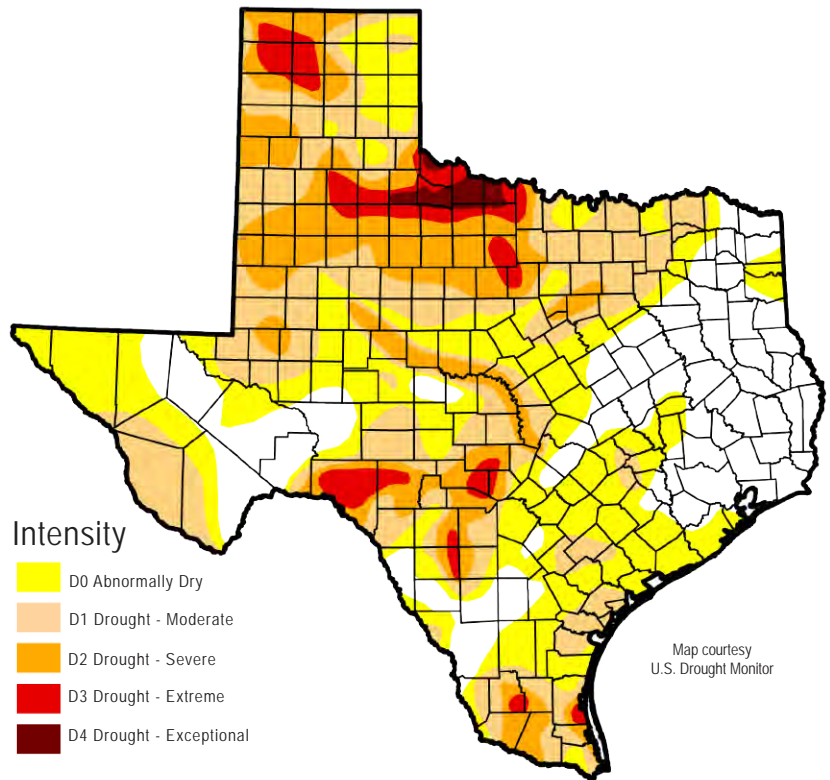 Intensity
D0 Abnormally Dry
D1 Drought - Moderate
D2 Drought - Severe
D3 Drought - Extreme
D4 Drought - Exceptional
Map courtesy
U.S. Drought Monitor